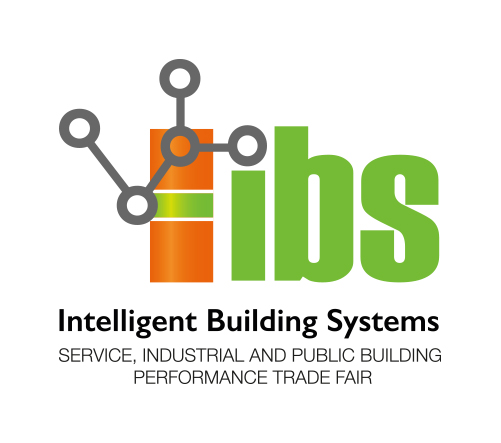 ibs
Intelligent Building Systems
SERVICE, INDUSTRIAL AND PUBLIC BUILDING
PERFORMANCE TRADE FAIR